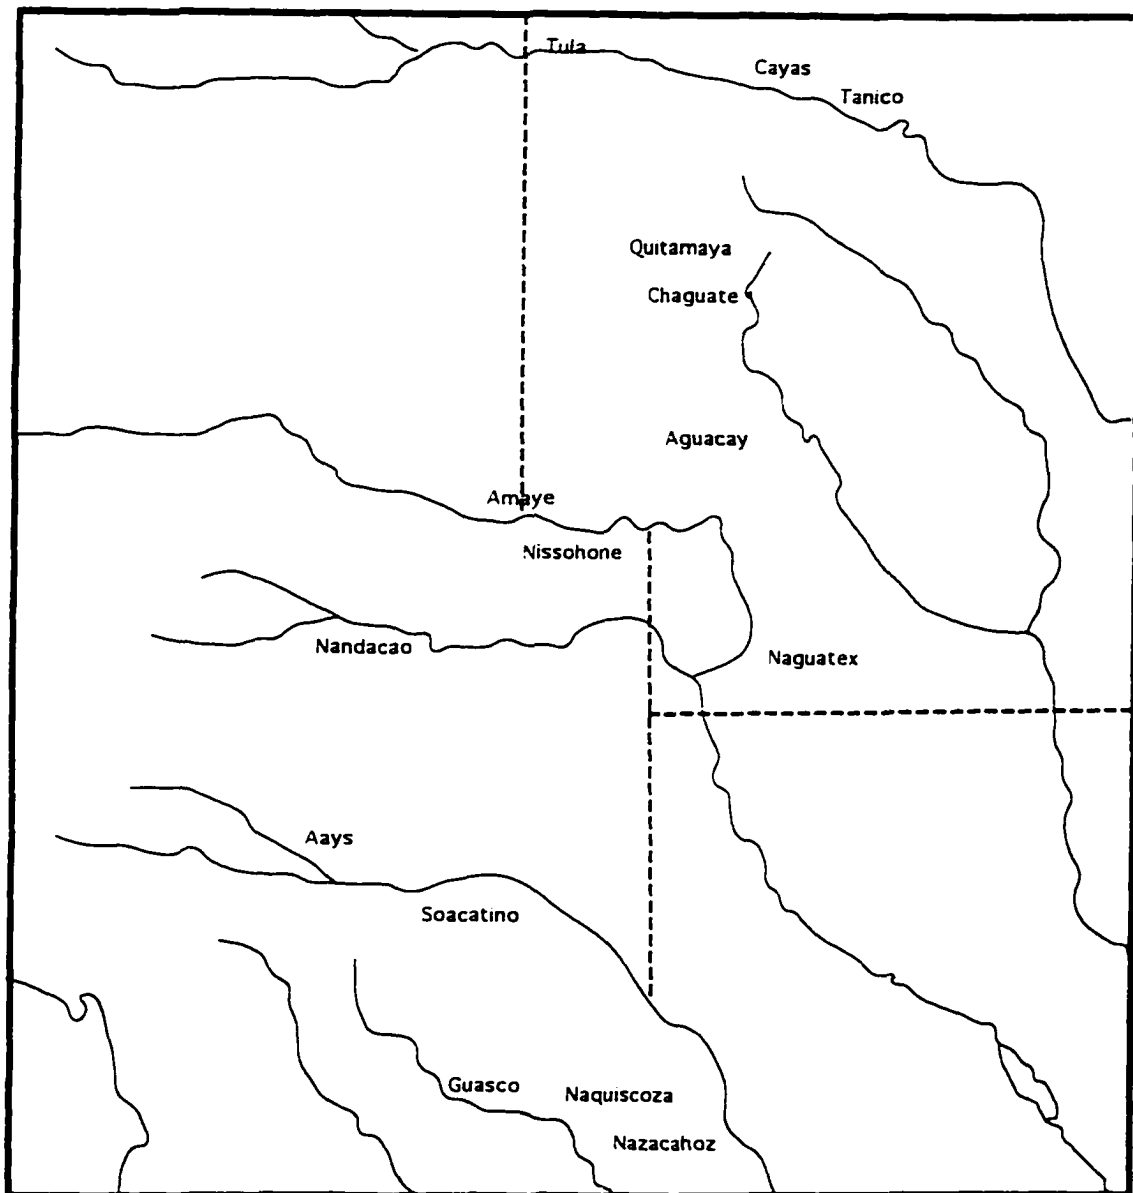 Tula
Cayas
Tanico
Quitamaya
Chaguate
Aguacay
Amaye
Nissohone
Nandacao
Naguatex
Aays
Soacatino
Guasco
Naquiscoza
Nazacahoz